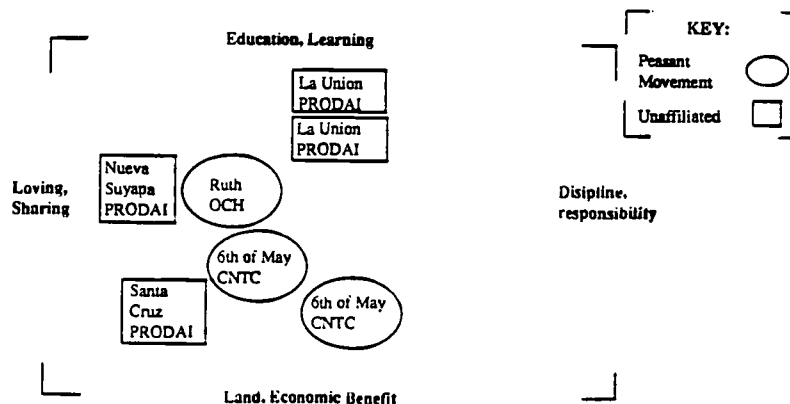 Education, Learning
KEY:
Peasant
Movement
Unaffiliated
La Union
PRODAI
La Union
PRODAI
Nueva
Suyapa
PRODAI
Ruth
OCH
Loving,
Sharing
Disipline,
responsibility
6th of May
CNTC
Santa
Cruz
PRODAI
6th of May
CNTC
Land, Economic Benefit